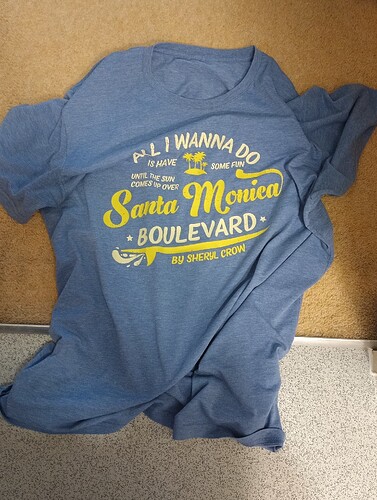 ALL I WANNA DO
IS HAVE SOME FUN
UNTIL THE SUN
COMES UP OVER
Santa Monica
BOULEVARD
BY SHERYL CROW